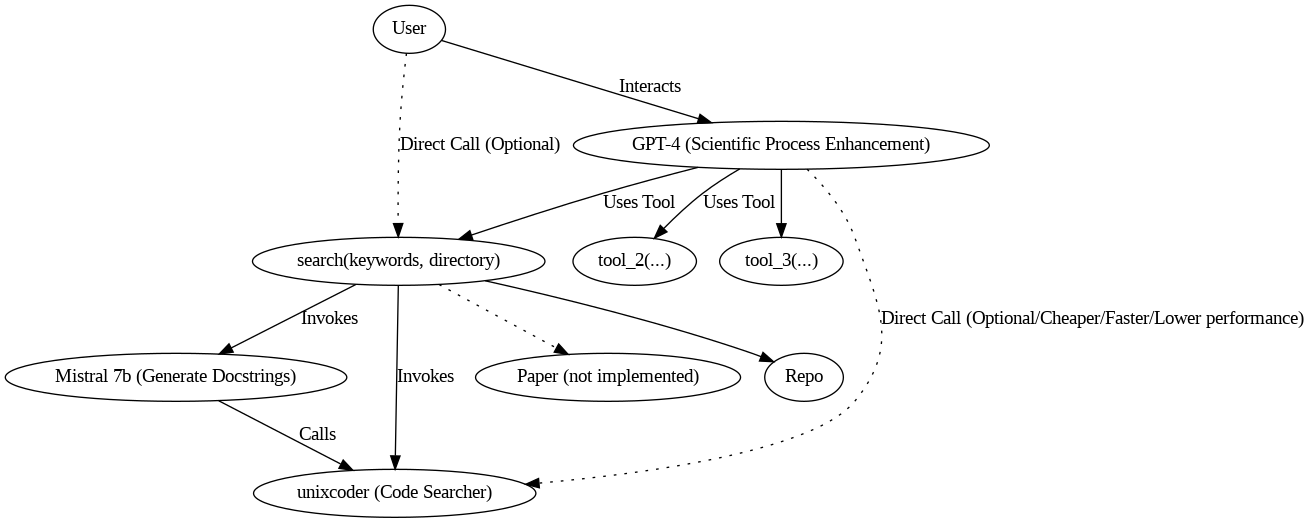 User
Interacts
Direct Call (Optional)
GPT-4 (Scientific Process Enhancement)
Uses Tool
Uses Tool
search(keywords, directory)
tool_2(...)
tool_3(...)
Invokes
Direct Call (Optional/Cheaper/Faster/Lower performance)
Mistral 7b (Generate Docstrings)
Invokes
Paper (not implemented)
Repo
Calls
unixcoder (Code Searcher)